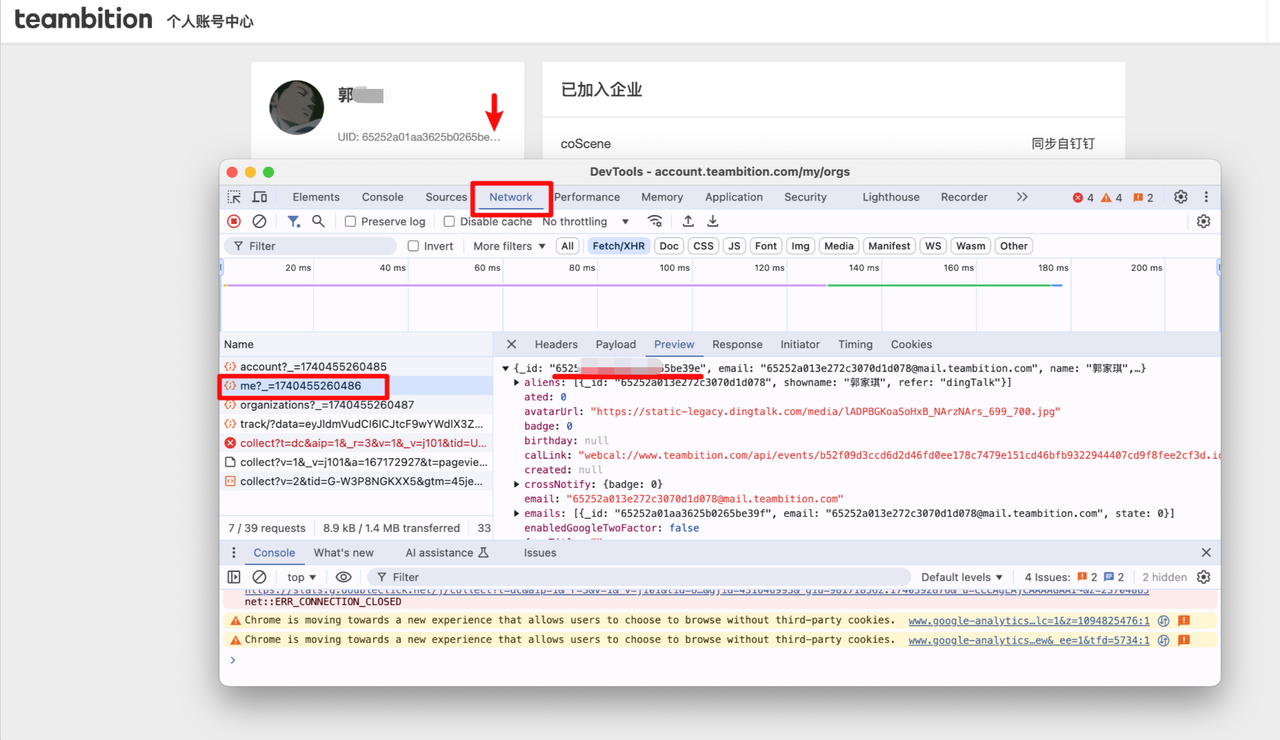 teambition 个人账号中心
郭
UID: 65252a01aa3625b0265be...
已加入企业
coScene 同步自钉钉
DevTools - account.teambition.com/my/orgs
Elements Console Sources Network Performance Memory Application Security Lighthouse Recorder 4 4 2
Preserve log Disable cache No throttling
Filter Invert More filters All Fetch/XHR Doc CSS JS Font Img Media Manifest WS Wasm Other
20 ms 40 ms 60 ms 80 ms 100 ms 120 ms 140 ms 160 ms 180 ms 200 ms
Name
Headers Payload Preview Response Initiator Timing Cookies
account?_=1740455260485
me?_=1740455260486
organizations?_=1740455260487
track/?data=eyJldmVudCI6ICJtcF9wYWdlX3Z...
collect?t=dc&aip=1&_r=3&v=1&_v=j101&tid=U...
collect?v=1&_v=j101&a=167172927&t=pagevie...
collect?v=2&tid=G-W3P8NGKXX5&gtm=45je...
7 / 39 requests 8.9 kB / 1.4 MB transferred 33
{_id: "6525 5be39e", email: "65252a013e272c3070d1d078@mail.teambition.com", name: "郭家琪",…}
aliens: [{_id: "65252a013e272c3070d1d078", showname: "郭家琪", refer: "dingTalk"}]
ated: 0
avatarUrl: "https://static-legacy.dingtalk.com/media/lADPBGKoaSoHxB_NArzNArs_699_700.jpg"
badge: 0
birthday: null
calLink: "webcal://www.teambition.com/api/events/b52f09d3ccd6d2d46fd0ee178c7479e151cd46bfb9322944407cd9f8fee2cf3d.ic
created: null
crossNotify: {badge: 0}
email: "65252a013e272c3070d1d078@mail.teambition.com"
emails: [{_id: "65252a01aa3625b0265be39f", email: "65252a013e272c3070d1d078@mail.teambition.com", state: 0}]
enabledGoogleTwoFactor: false
Console What's new AI assistance Issues
top Filter Default levels 4 Issues: 2 2 2 hidden
net::ERR_CONNECTION_CLOSED
Chrome is moving towards a new experience that allows users to choose to browse without third-party cookies. www.google-analytics…lc=1&z=1094825476:1
Chrome is moving towards a new experience that allows users to choose to browse without third-party cookies. www.google-analytics…ew&_ee=1&tfd=5734:1